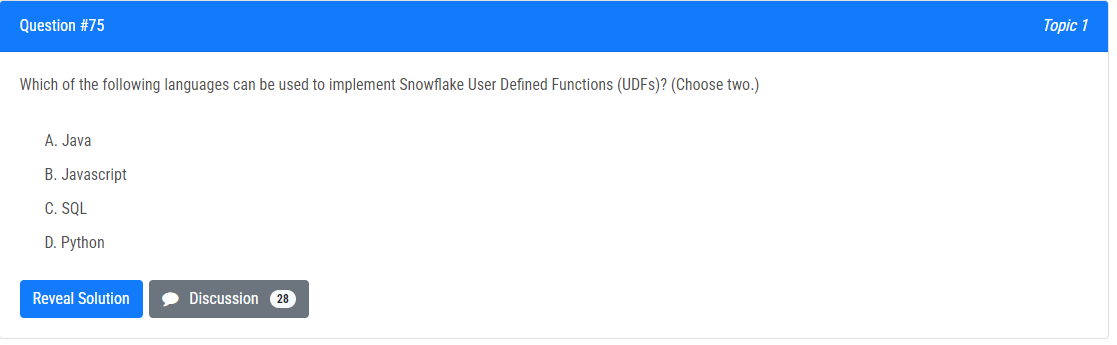 Question #75
Topic 1
Which of the following languages can be used to implement Snowflake User Defined Functions (UDFs)? (Choose two.)
A. Java
B. Javascript
C. SQL
D. Python
Reveal Solution
Discussion 28